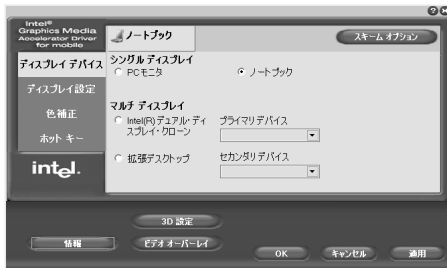 Intel®
Graphics Media
Accelerator Driver
for mobile
ノートブック
スキーム オプション
ディスプレイ デバイス
シングル ディスプレイ
PCモニタ
ノートブック
ディスプレイ設定
マルチ ディスプレイ
色補正
Intel(R) デュアル・ディ
スプレイ・クローン
プライマリ デバイス
ホット キー
拡張デスクトップ
セカンダリ デバイス
intel.
3D 設定
情報
ビデオ オーバーレイ
OK
キャンセル
適用